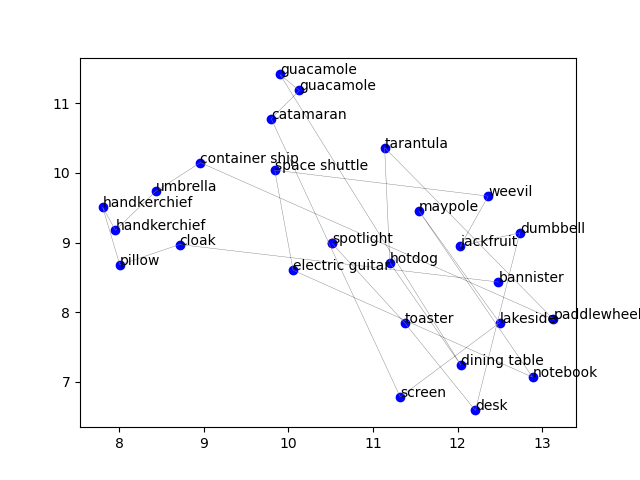 guacamole
guacamole
catamaran
tarantula
container ship
space shuttle
umbrella
weevil
handkerchief
maypole
handkerchief
dumbbell
cloak
spotlight
jackfruit
pillow
electric guitar
hotdog
bannister
toaster
lakeside
paddlewheel
dining table
notebook
screen
desk
11
10
9
8
7
8 9 10 11 12 13